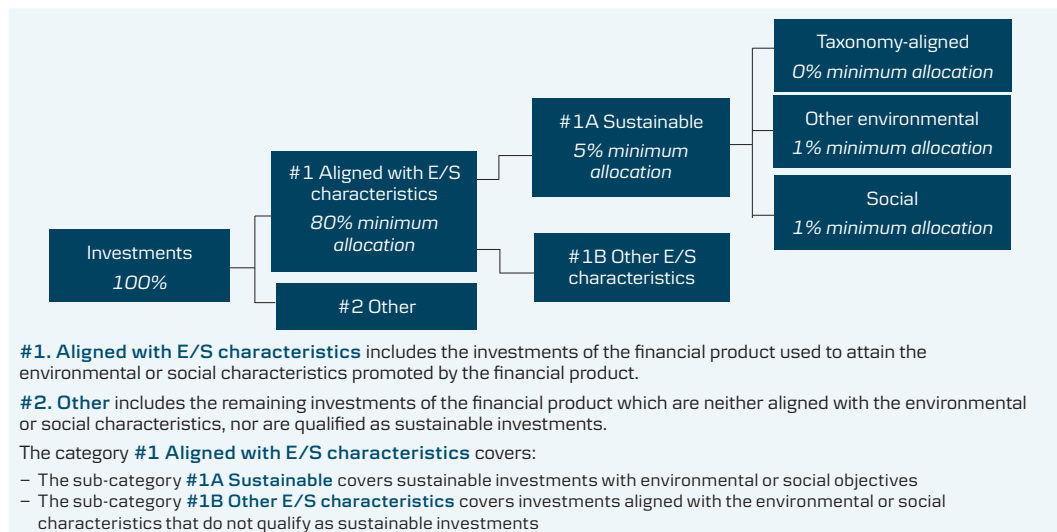 Taxonomy-aligned
0% minimum allocation
#1A Sustainable
5% minimum
allocation
Other environmental
1% minimum allocation
#1 Aligned with E/S
characteristics
80% minimum
allocation
Social
1% minimum allocation
Investments
100%
#1B Other E/S
characteristics
#2 Other
#1. Aligned with E/S characteristics includes the investments of the financial product used to attain the
environmental or social characteristics promoted by the financial product.
#2. Other includes the remaining investments of the financial product which are neither aligned with the environmental
or social characteristics, nor are qualified as sustainable investments.
The category #1 Aligned with E/S characteristics covers:
– The sub-category #1A Sustainable covers sustainable investments with environmental or social objectives
– The sub-category #1B Other E/S characteristics covers investments aligned with the environmental or social
characteristics that do not qualify as sustainable investments